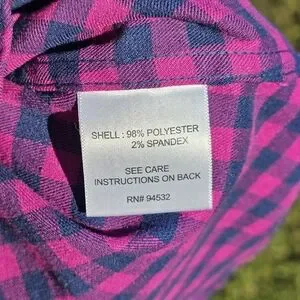 SHELL : 98% POLYESTER
2% SPANDEX
SEE CARE
INSTRUCTIONS ON BACK
RN# 94532